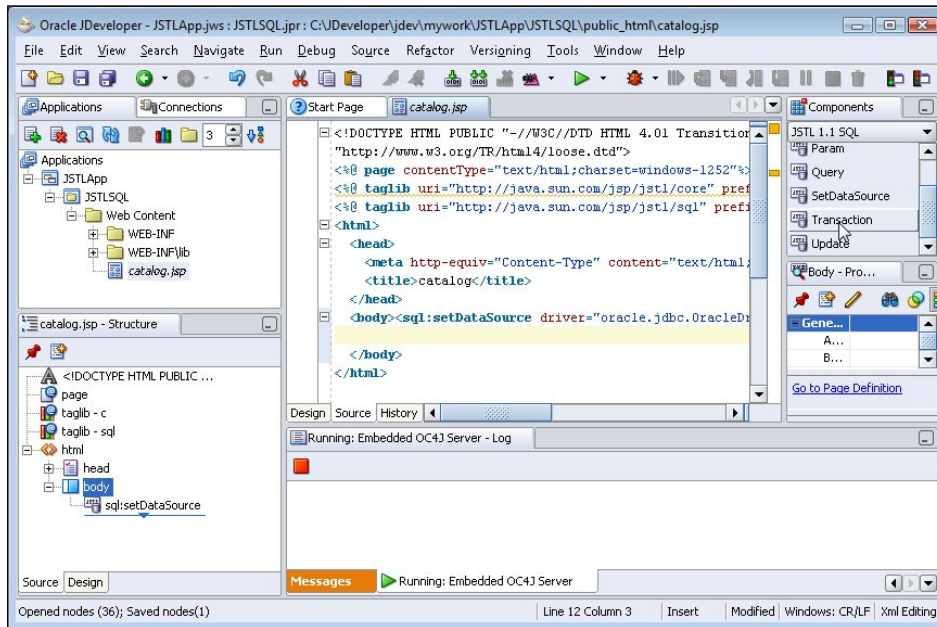 Oracle JDeveloper - JSTLApp.jws : JSTLSQL.jpr : C:\JDeveloper\jdev\mywork\JSTLApp\JSTLSQL\public_html\catalog.jsp
File Edit View Search Navigate Run Debug Source Refactor Versioning Tools Window Help
Applications
Connections
3
Applications
JSTLApp
JSTLSQL
Web Content
WEB-INF
WEB-INF\lib
catalog.jsp
catalog.jsp - Structure
<!DOCTYPE HTML PUBLIC ...
page
taglib - c
taglib - sql
html
head
body
sql:setDataSource
Source Design
Start Page
catalog.jsp
<!DOCTYPE HTML PUBLIC "-//W3C//DTD HTML 4.01 Transition
"http://www.w3.org/TR/html4/loose.dtd">
<%@ page contentType="text/html;charset=windows-1252"%>
<%@ taglib uri="http://java.sun.com/jsp/jstl/core" pref
<%@ taglib uri="http://java.sun.com/jsp/jstl/sql" prefi
<html>
<head>
<meta http-equiv="Content-Type" content="text/html;
<title>catalog</title>
</head>
<body><sql:setDataSource driver="oracle.jdbc.OracleDr
</body>
</html>
Design Source History
Components
JSTL 1.1 SQL
Param
Query
SetDataSource
Transaction
Update
Body - Pro...
Gene...
A...
B...
Go to Page Definition
Running: Embedded OC4J Server - Log
Messages
Running: Embedded OC4J Server
Opened nodes (36); Saved nodes(1)
Line 12 Column 3
Insert
Modified
Windows: CR/LF
Xml Editing